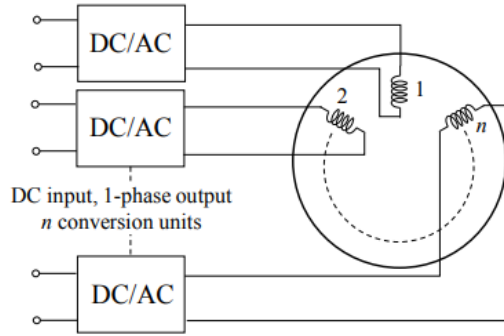 DC/AC
1
2
n
DC/AC
DC input, 1-phase output
n conversion units
DC/AC